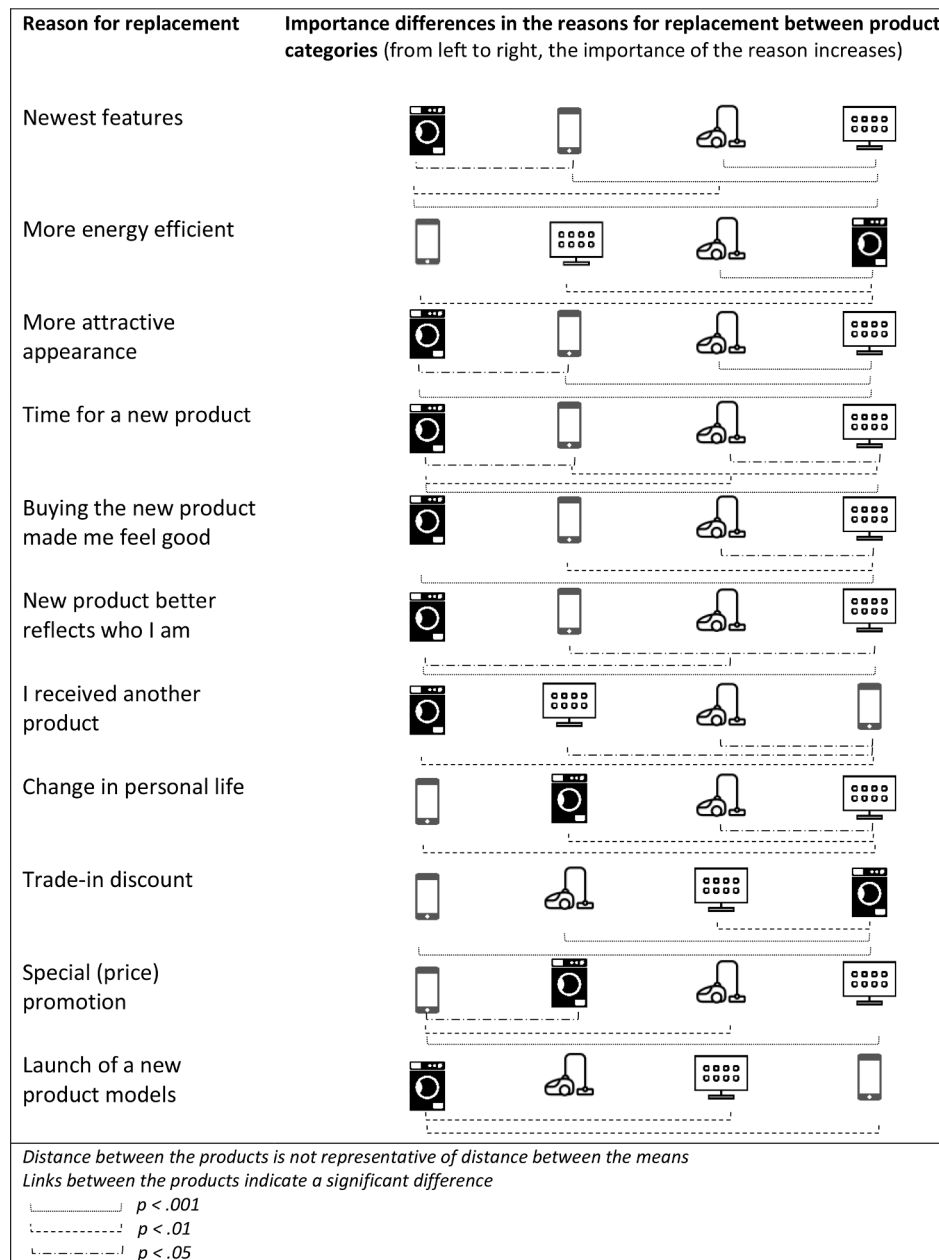 Reason for replacement
Importance differences in the reasons for replacement between product
categories (from left to right, the importance of the reason increases)
Newest features
More energy efficient
More attractive
appearance
Time for a new product
Buying the new product
made me feel good
New product better
reflects who I am
I received another
product
Change in personal life
Trade-in discount
Special (price)
promotion
Launch of a new
product models
Distance between the products is not representative of distance between the means
Links between the products indicate a significant difference
p < .001
p < .01
p < .05